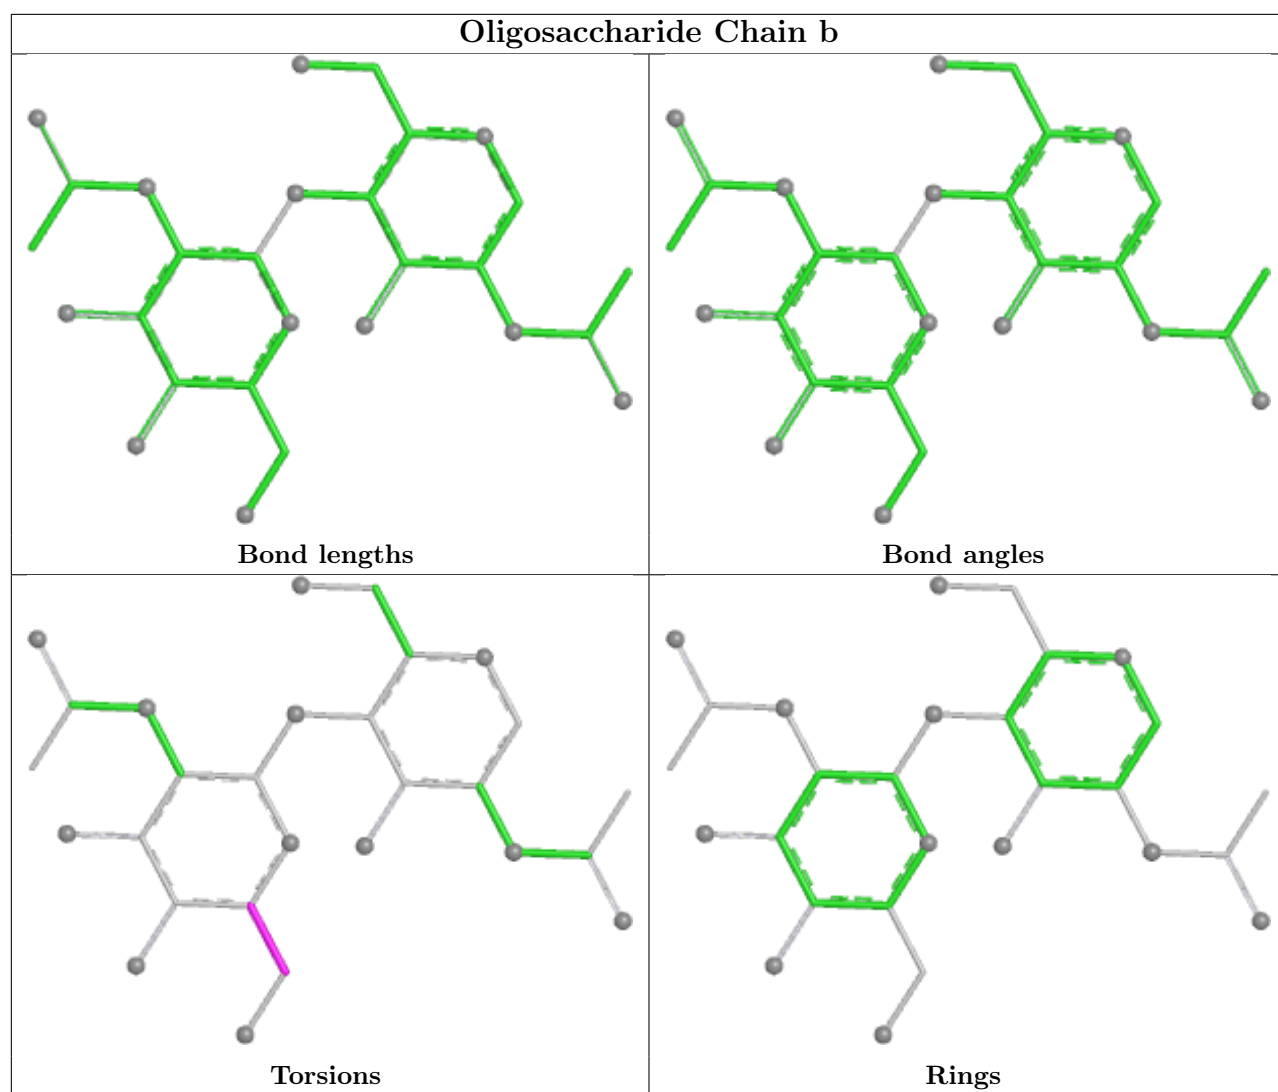 Oligosaccharide Chain b
Bond lengths
Bond angles
Torsions
Rings